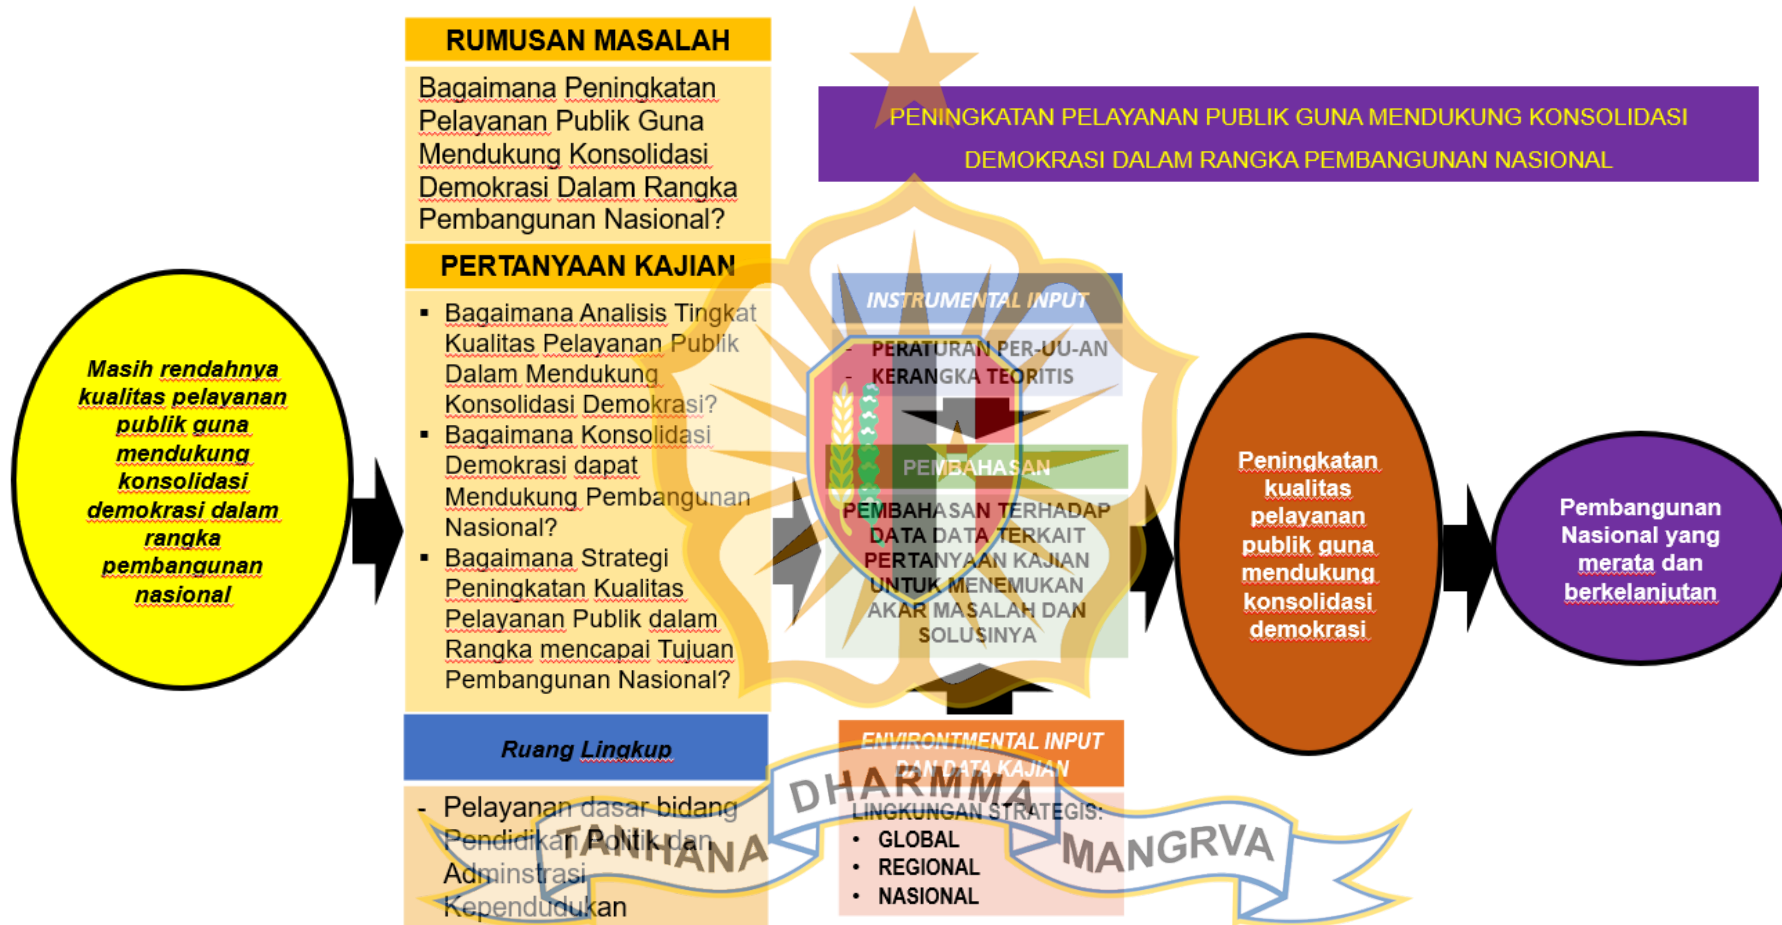 RUMUSAN MASALAH
Bagaimana Peningkatan
Pelayanan Publik Guna
Mendukung Konsolidasi
Demokrasi Dalam Rangka
Pembangunan Nasional?
PENINGKATAN PELAYANAN PUBLIK GUNA MENDUKUNG KONSOLIDASI
DEMOKRASI DALAM RANGKA PEMBANGUNAN NASIONAL
Masih rendahnya
kualitas pelayanan
publik guna
mendukung
konsolidasi
demokrasi dalam
rangka
pembangunan
nasional
PERTANYAAN KAJIAN
▪ Bagaimana Analisis Tingkat
Kualitas Pelayanan Publik
Dalam Mendukung
Konsolidasi Demokrasi?
▪ Bagaimana Konsolidasi
Demokrasi dapat
Mendukung Pembangunan
Nasional?
▪ Bagaimana Strategi
Peningkatan Kualitas
Pelayanan Publik dalam
Rangka mencapai Tujuan
Pembangunan Nasional?
Ruang Lingkup
- Pelayanan dasar bidang
Pendidikan Politik dan
Adminstrasi
Kependudukan
INSTRUMENTAL INPUT
- PERATURAN PER-UU-AN
- KERANGKA TEORITIS
PEMBAHASAN
PEMBAHASAN TERHADAP
DATA DATA TERKAIT
PERTANYAAN KAJIAN
UNTUK MENEMUKAN
AKAR MASALAH DAN
SOLUSINYA
ENVIRONTMENTAL INPUT
DAN DATA KAJIAN
LINGKUNGAN STRATEGIS:
• GLOBAL
• REGIONAL
• NASIONAL
Peningkatan
kualitas
pelayanan
publik guna
mendukung
konsolidasi
demokrasi
Pembangunan
Nasional yang
merata dan
berkelanjutan
TANHANA DHARMMA MANGRVA